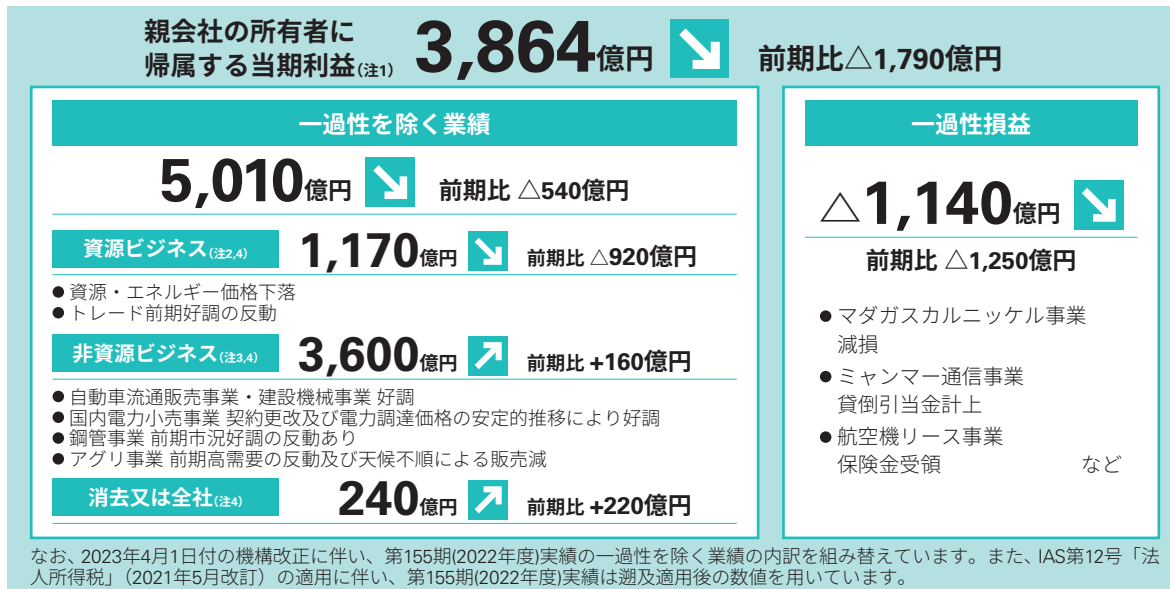 親会社の所有者に
帰属する当期利益(注1) 3,864億円 前期比△1,790億円
一過性を除く業績
5,010億円 前期比 △540億円
資源ビジネス(注2,4) 1,170億円 前期比 △920億円
● 資源・エネルギー価格下落
● トレード前期好調の反動
非資源ビジネス(注3,4) 3,600億円 前期比 +160億円
● 自動車流通販売事業・建設機械事業 好調
● 国内電力小売事業 契約更改及び電力調達価格の安定的推移により好調
● 鋼管事業 前期市況好調の反動あり
● アグリ事業 前期高需要の反動及び天候不順による販売減
消去又は全社(注4) 240億円 前期比 +220億円
一過性損益
△1,140億円
前期比 △1,250億円
● マダガスカルニッケル事業
減損
● ミャンマー通信事業
貸倒引当金計上
● 航空機リース事業
保険金受領 など
なお、2023年4月1日付の機構改正に伴い、第155期(2022年度)実績の一過性を除く業績の内訳を組み替えています。また、IAS第12号「法
人所得税」(2021年5月改訂)の適用に伴い、第155期(2022年度)実績は遡及適用後の数値を用いています。